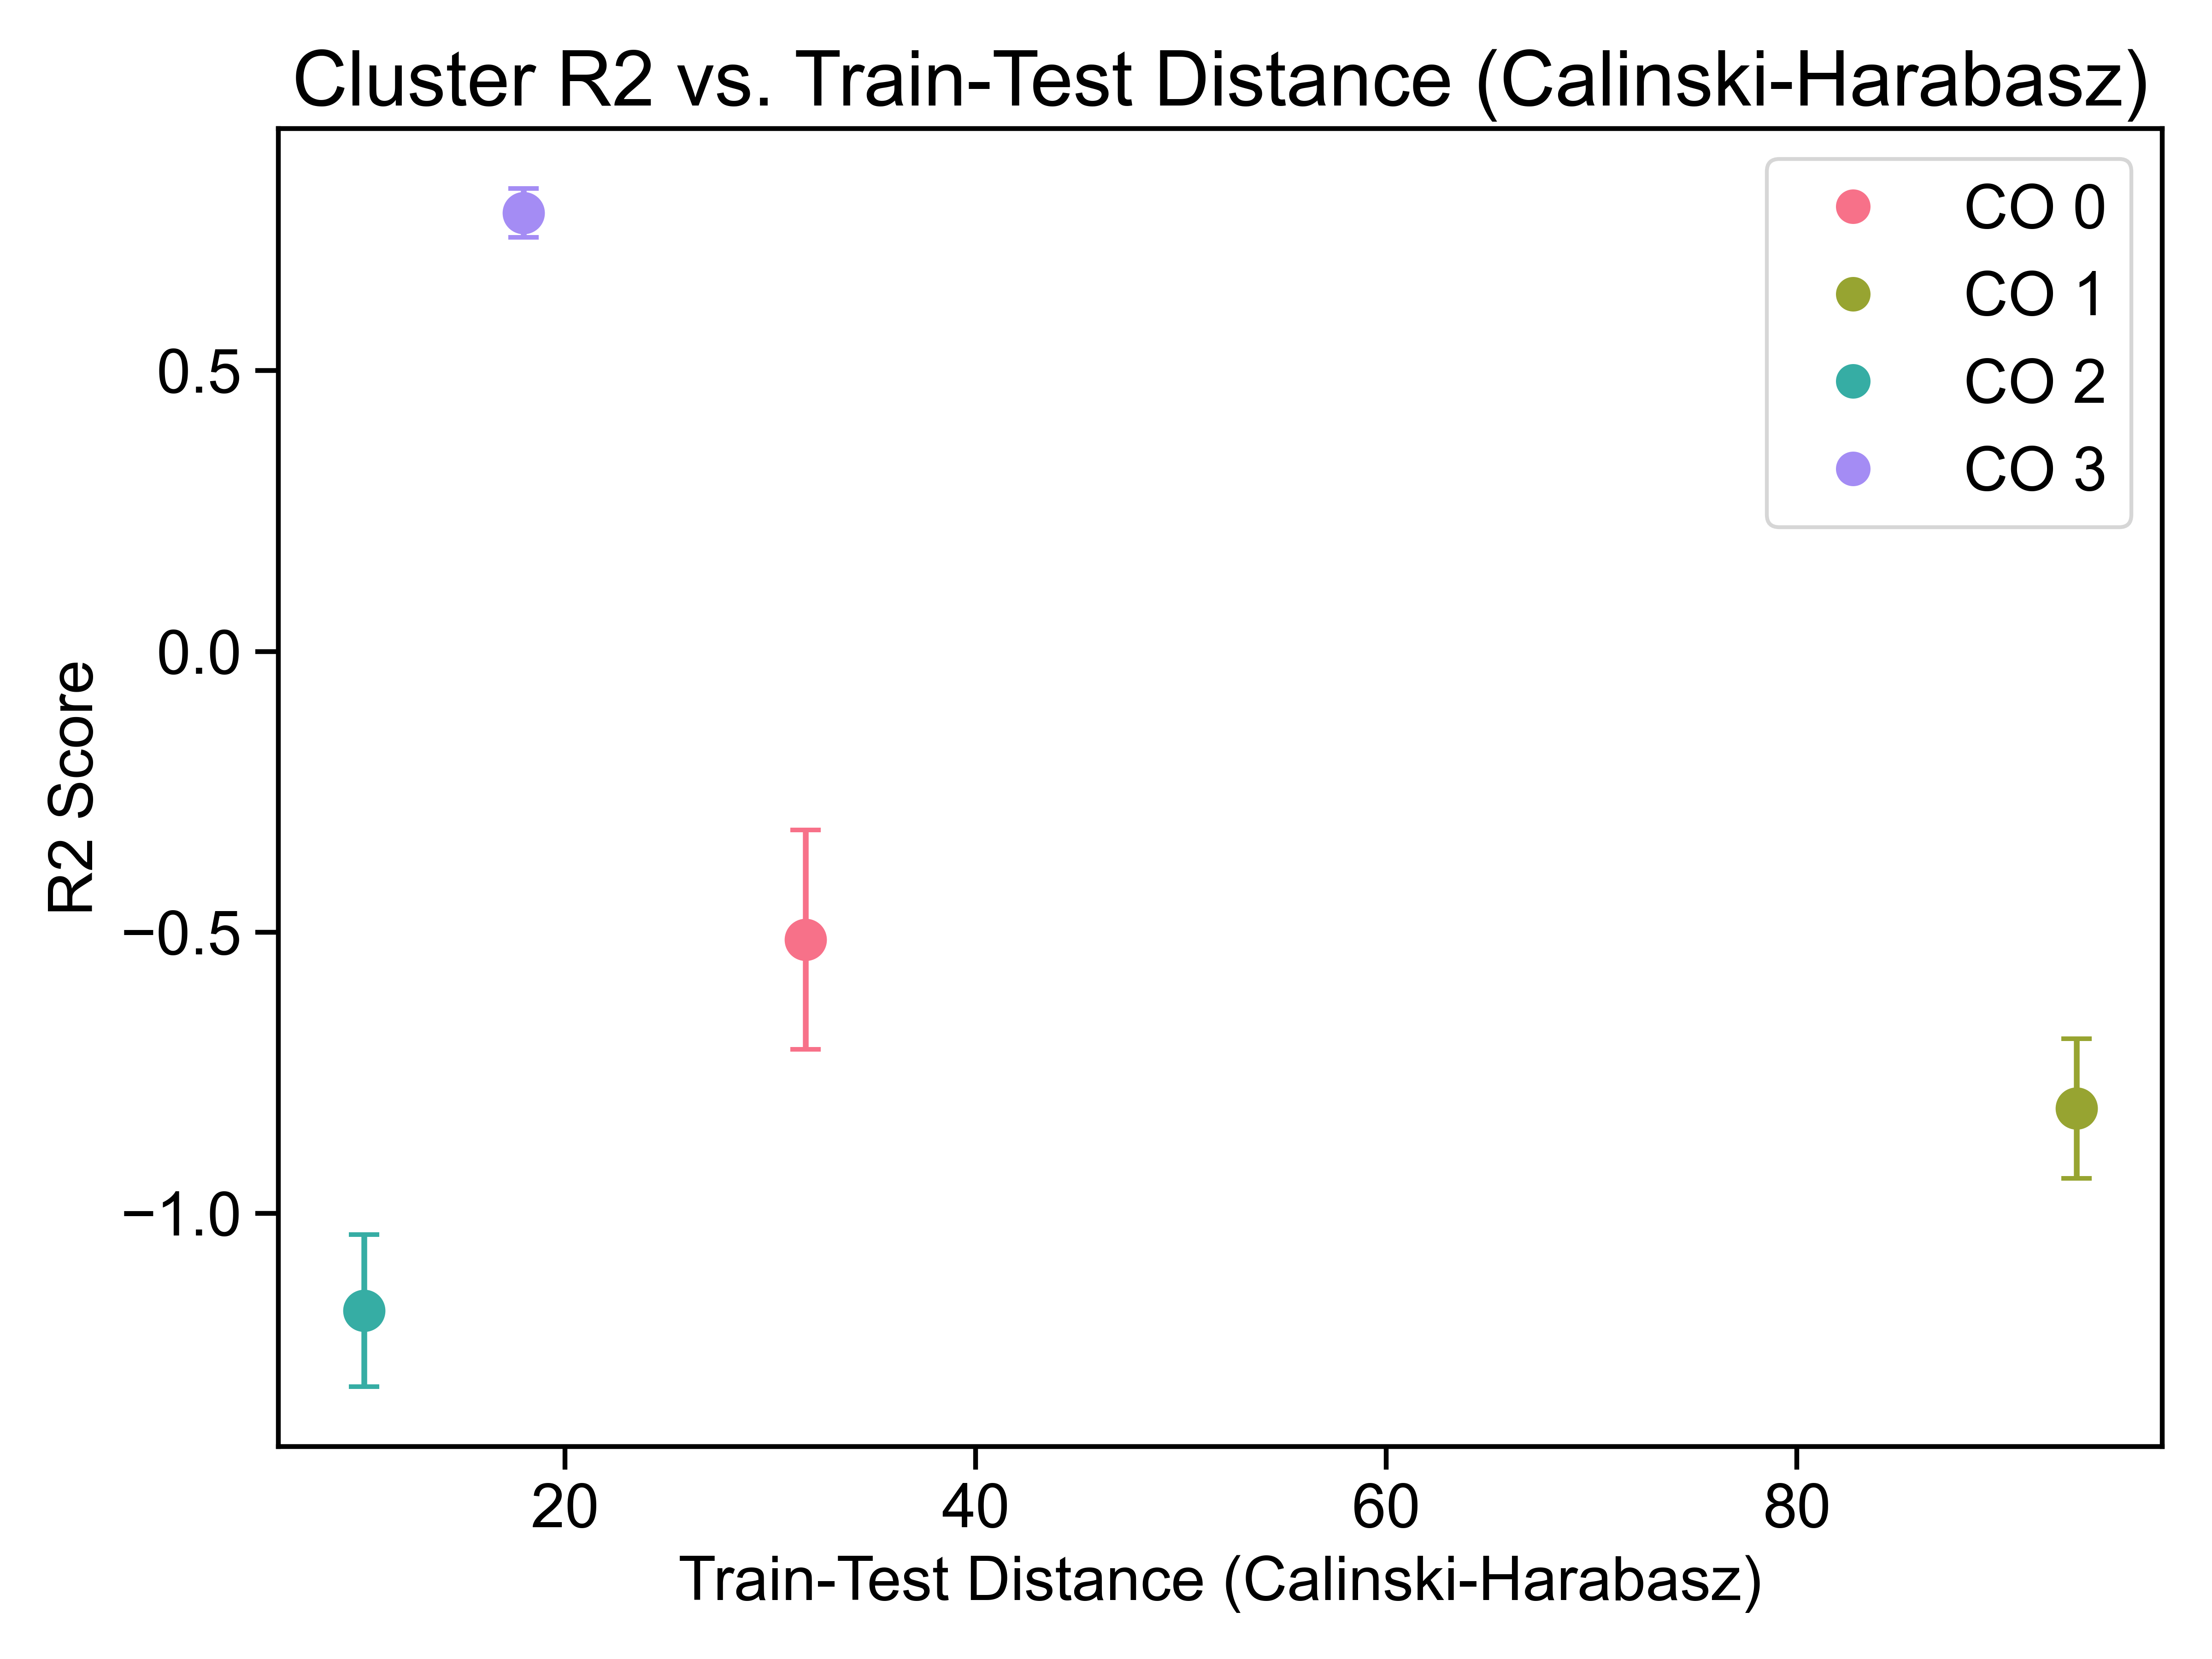 Cluster R2 vs. Train-Test Distance (Calinski-Harabasz)
CO 0
CO 1
CO 2
CO 3
R2 Score
0.5
0.0
−0.5
−1.0
20 40 60 80
Train-Test Distance (Calinski-Harabasz)